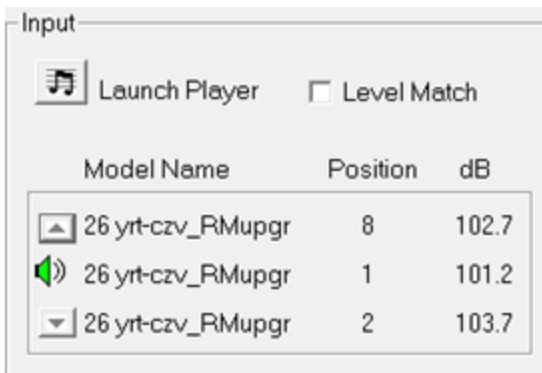 Input
Launch Player Level Match
Model Name Position dB
26 yrt-czv_RMupgr 8 102.7
26 yrt-czv_RMupgr 1 101.2
26 yrt-czv_RMupgr 2 103.7